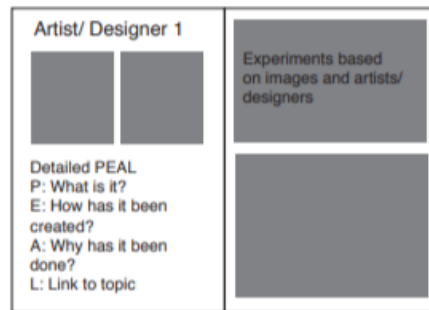 Artist/ Designer 1
Detailed PEAL
P: What is it?
E: How has it been
created?
A: Why has it been
done?
L: Link to topic
Experiments based
on images and artists/
designers